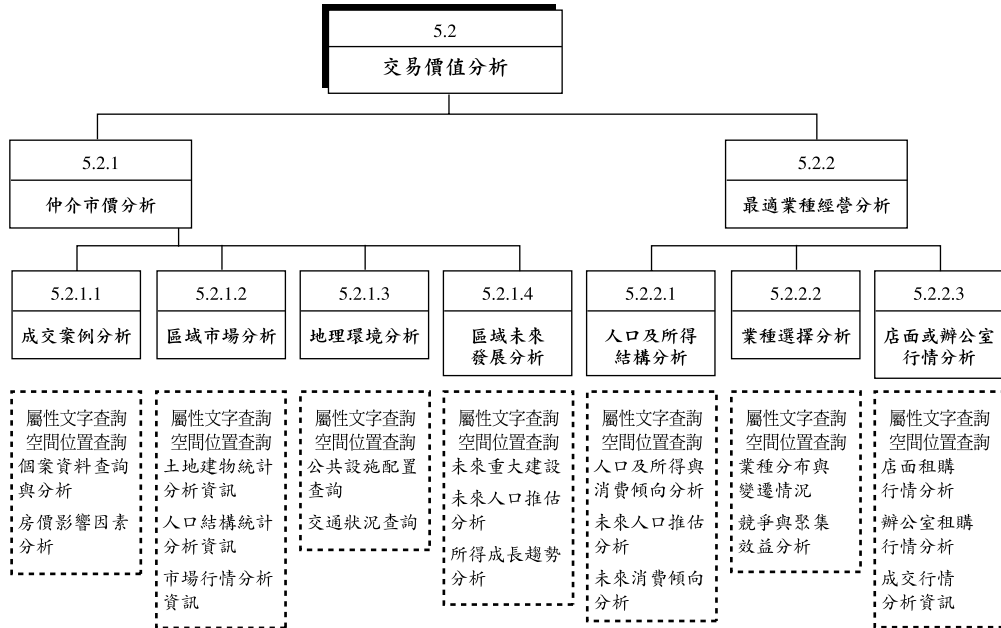 5.2
交易價值分析
5.2.1
仲介市價分析
5.2.2
最適業種經營分析
5.2.1.1
成交案例分析
5.2.1.2
區域市場分析
5.2.1.3
地理環境分析
5.2.1.4
區域未來
發展分析
5.2.2.1
人口及所得
結構分析
5.2.2.2
業種選擇分析
5.2.2.3
店面或辦公室
行情分析
屬性文字查詢
空間位置查詢
個案資料查詢
與分析
房價影響因素
分析
屬性文字查詢
空間位置查詢
土地建物統計
分析資訊
人口結構統計
分析資訊
市場行情分析
資訊
屬性文字查詢
空間位置查詢
公共設施配置
查詢
交通狀況查詢
屬性文字查詢
空間位置查詢
未來重大建設
未來人口推估
分析
所得成長趨勢
分析
屬性文字查詢
空間位置查詢
人口及所得與
消費傾向分析
未來人口推估
分析
未來消費傾向
分析
屬性文字查詢
空間位置查詢
業種分布與
變遷情況
競爭與聚集
效益分析
屬性文字查詢
空間位置查詢
店面租購
行情分析
辦公室租購
行情分析
成交行情
分析資訊